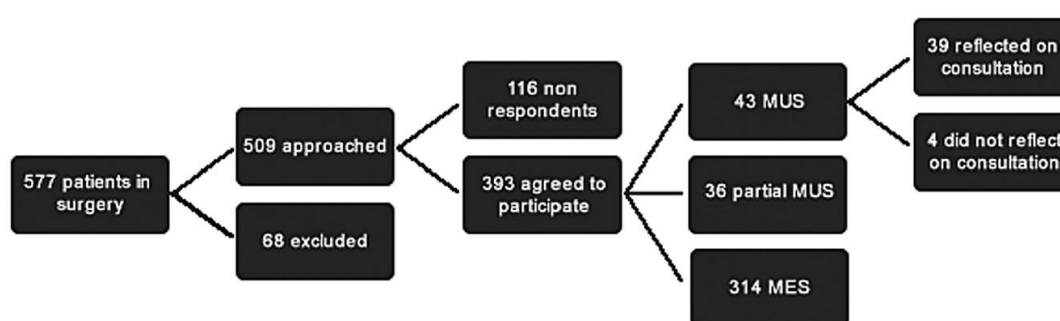 577 patients in
surgery
509 approached
68 excluded
116 non
respondents
393 agreed to
participate
43 MUS
36 partial MUS
314 MES
39 reflected on
consultation
4 did not reflect
on consultation